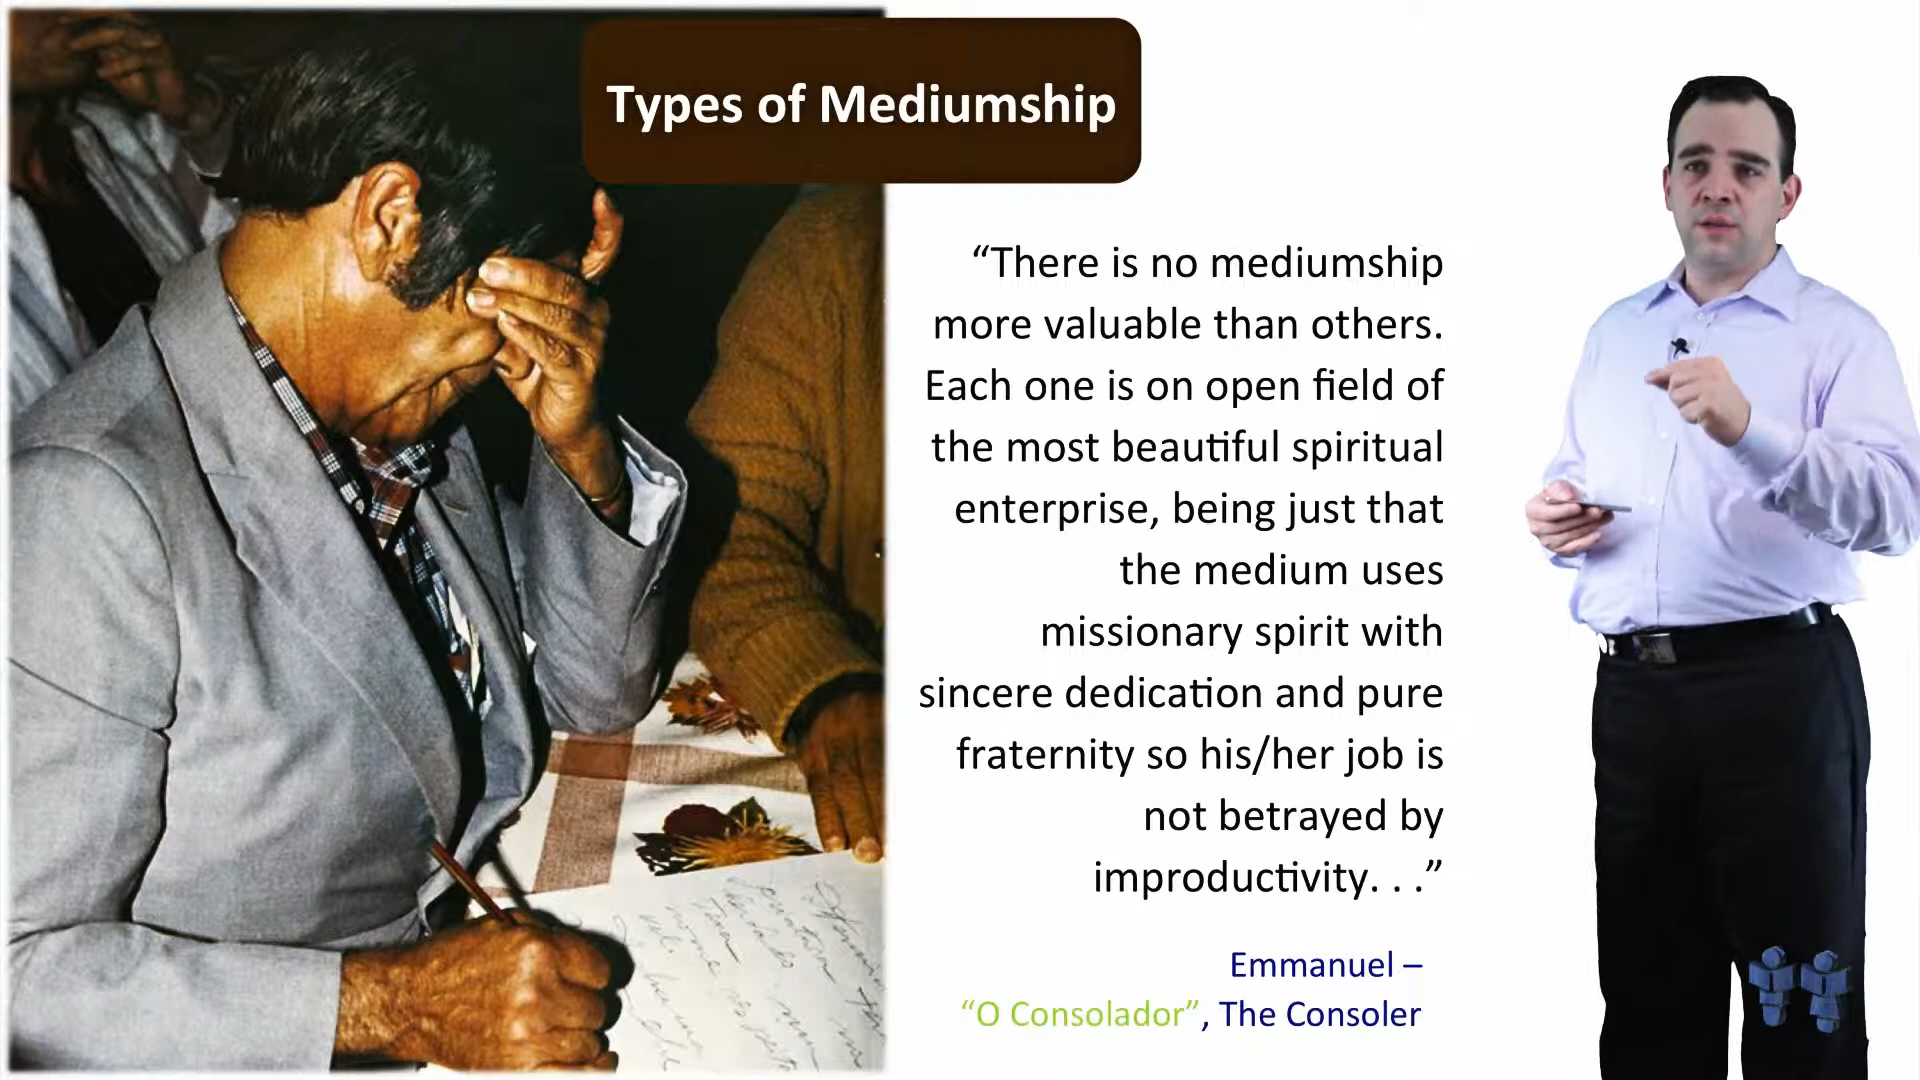 Types of Mediumship
“There is no mediumship
more valuable than others.
Each one is on open field of
the most beautiful spiritual
enterprise, being just that
the medium uses
missionary spirit with
sincere dedication and pure
fraternity so his/her job is
not betrayed by
improductivity. . .”
Emmanuel –
“O Consolador”, The Consoler